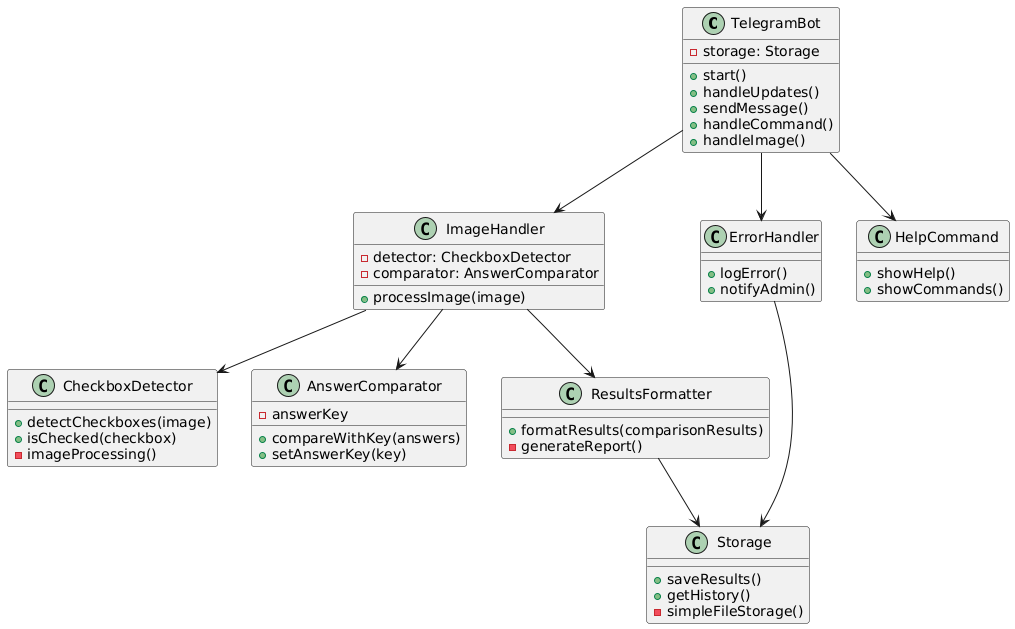 C TelegramBot
storage: Storage
start()
handleUpdates()
sendMessage()
handleCommand()
handleImage()
C ImageHandler
detector: CheckboxDetector
comparator: AnswerComparator
processImage(image)
C ErrorHandler
logError()
notifyAdmin()
C HelpCommand
showHelp()
showCommands()
C CheckboxDetector
detectCheckboxes(image)
isChecked(checkbox)
imageProcessing()
C AnswerComparator
answerKey
compareWithKey(answers)
setAnswerKey(key)
C ResultsFormatter
formatResults(comparisonResults)
generateReport()
C Storage
saveResults()
getHistory()
simpleFileStorage()